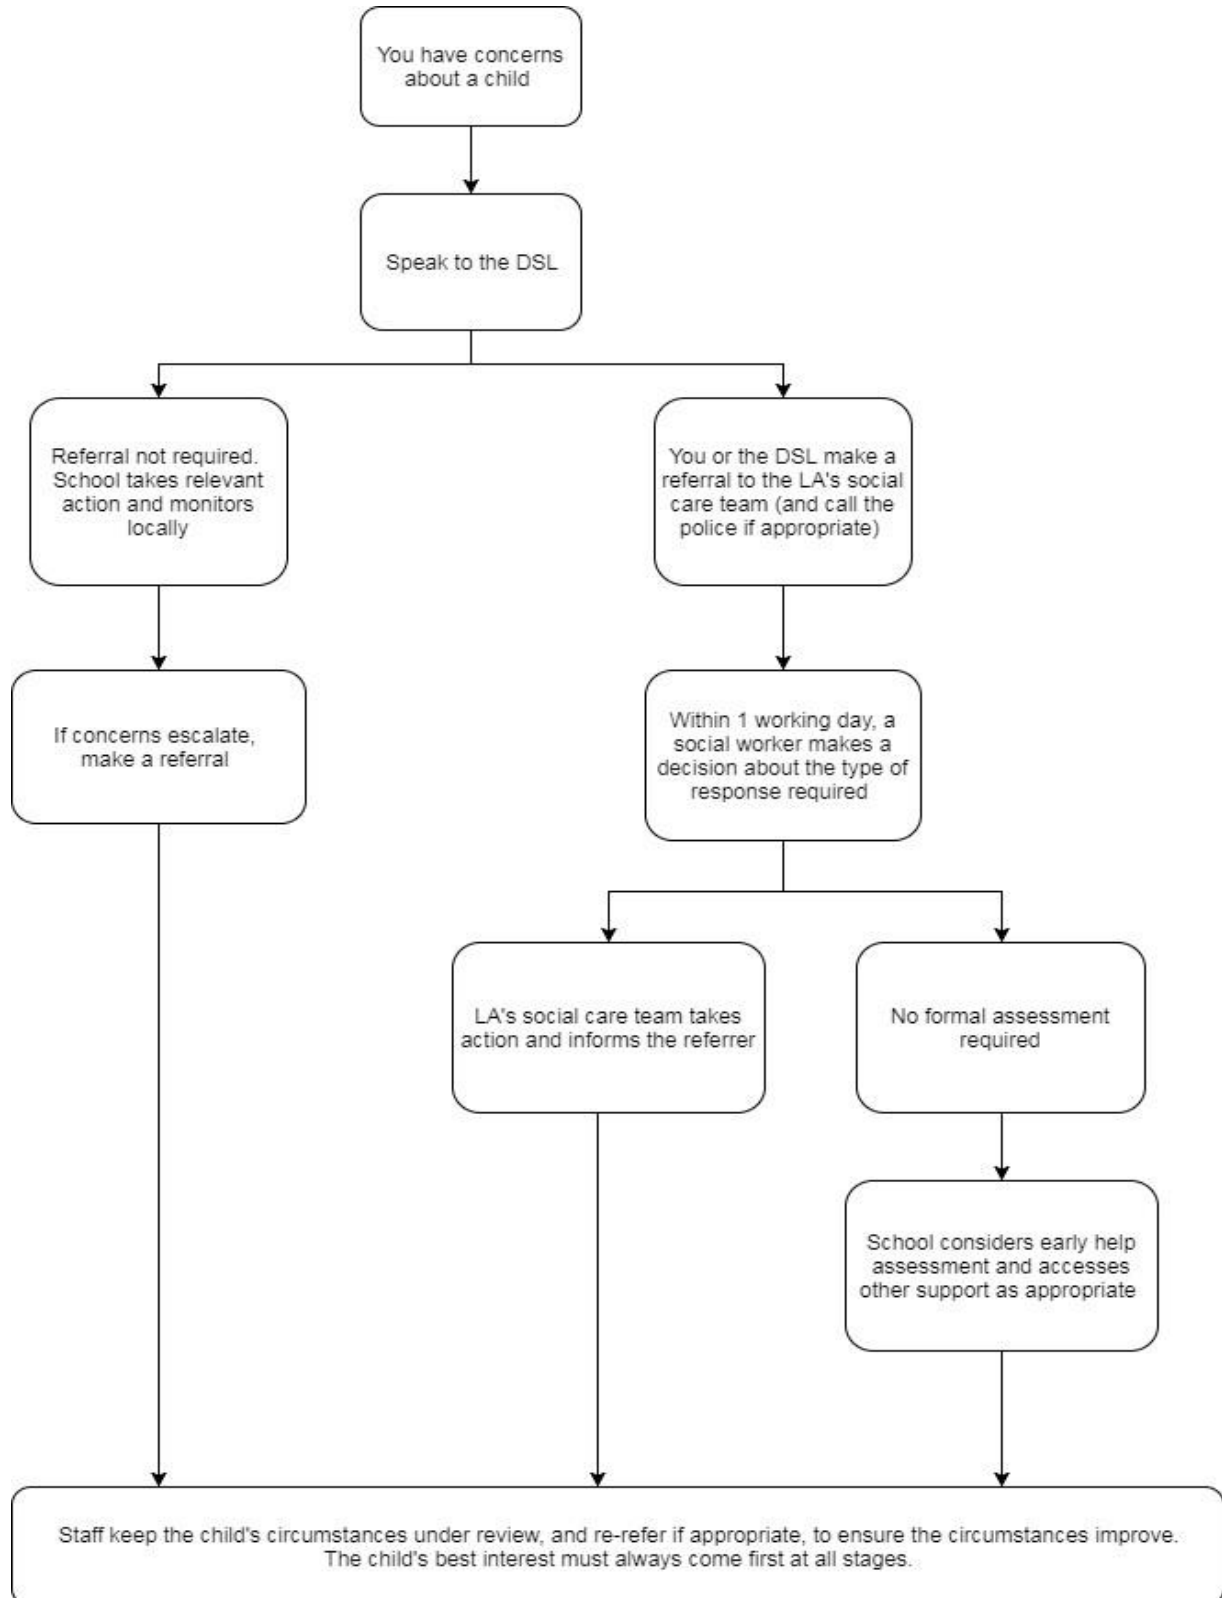 You have concerns
about a child
Speak to the DSL
Referral not required.
School takes relevant
action and monitors
locally
You or the DSL make a
referral to the LA's social
care team (and call the
police if appropriate)
If concerns escalate,
make a referral
Within 1 working day, a
social worker makes a
decision about the type of
response required
LA's social care team takes
action and informs the referrer
No formal assessment
required
School considers early help
assessment and accesses
other support as appropriate
Staff keep the child's circumstances under review, and re-refer if appropriate, to ensure the circumstances improve.
The child's best interest must always come first at all stages.